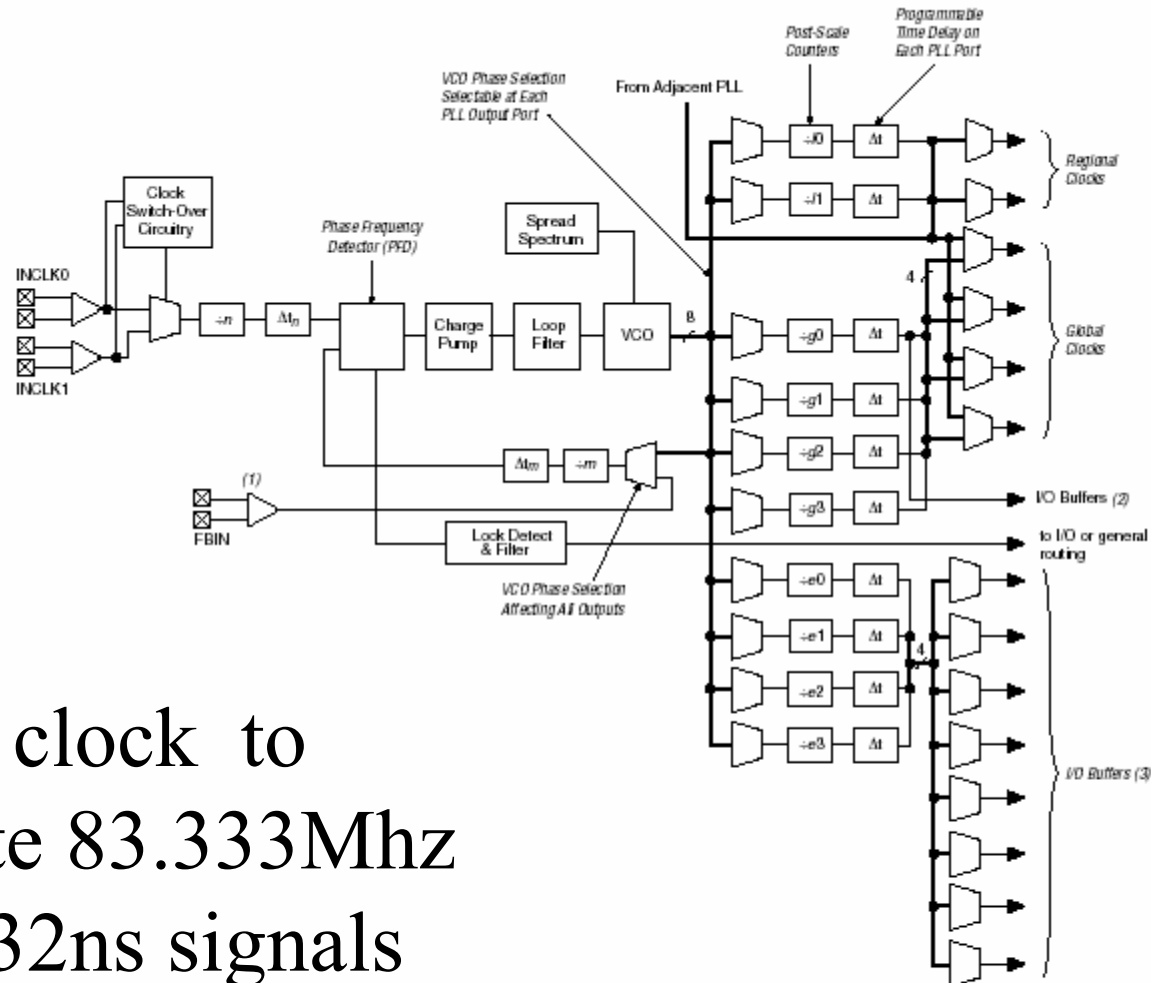 Programmable
Time Delay on
Each PLL Port
Post-Scale
Counters
VCO Phase Selection
Selectable at Each
PLL Output Port
From Adjacent PLL
÷l0
Δt
÷l1
Δt
Regional
Clocks
Clock
Switch-Over
Circuitry
Phase Frequency
Detector (PFD)
Spread
Spectrum
4
INCLK0
÷n
Δtn
Charge
Pump
Loop
Filter
VCO
8
÷g0
Δt
Global
Clocks
INCLK1
÷g1
Δt
Δtm
÷m
÷g2
Δt
(1)
FBIN
÷g3
Δt
I/O Buffers (2)
Lock Detect
& Filter
to I/O or general
routing
VCO Phase Selection
Affecting All Outputs
÷e0
Δt
÷e1
Δt
4
÷e2
Δt
÷e3
Δt
I/O Buffers (3)
clock to
te 83.333Mhz
32ns signals